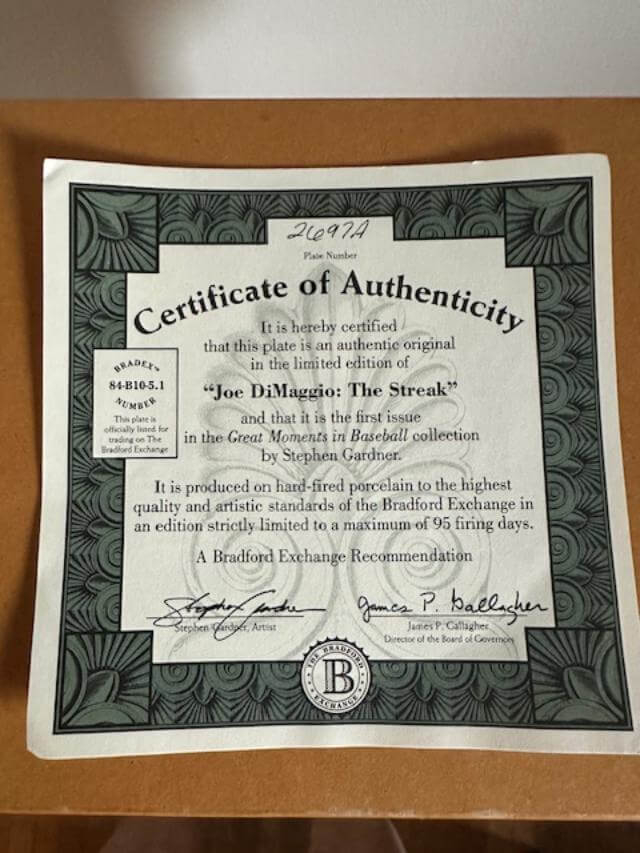 2697A
Plate Number
Certificate of Authenticity
It is hereby certified
that this plate is an authentic original
in the limited edition of
“Joe DiMaggio: The Streak”
and that it is the first issue
in the Great Moments in Baseball collection
by Stephen Gardner.
BRADEX™
84-B10-5.1
NUMBER
This plate is
officially listed for
trading on The
Bradford Exchange
It is produced on hard-fired porcelain to the highest
quality and artistic standards of the Bradford Exchange in
an edition strictly limited to a maximum of 95 firing days.
A Bradford Exchange Recommendation
Stephen Gardner
James P. Gallagher
Stephen Gardner, Artist
James P. Gallagher
Director of the Board of Governors
THE BRADFORD
B
EXCHANGE